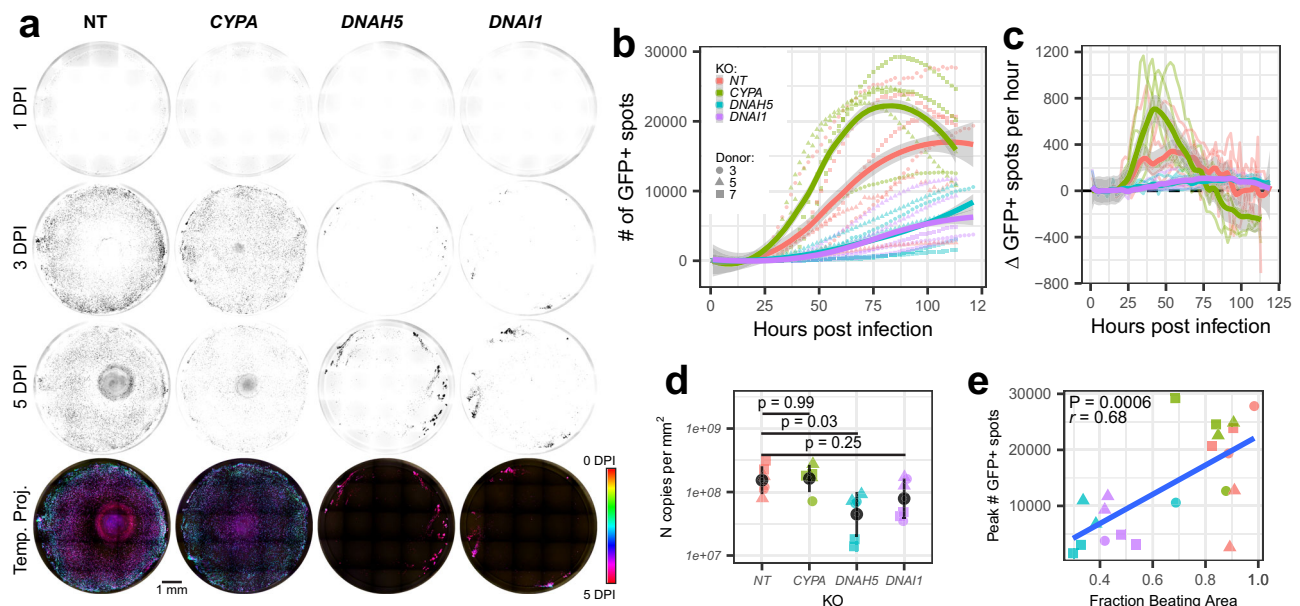 a
NT
CYPA
DNAH5
DNAI1
1 DPI
3 DPI
5 DPI
Temp. Proj.
1 mm
0 DPI
5 DPI
b
# of GFP+ spots
30000
20000
10000
0
KO:
NT
CYPA
DNAH5
DNAI1
Donor:
3
5
7
0
25
50
75
100
12
Hours post infection
c
Δ GFP+ spots per hour
1200
800
400
0
−400
−800
0
25
50
75
100
125
Hours post infection
d
N copies per mm²
1e+09
1e+08
1e+07
p = 0.99
p = 0.03
p = 0.25
NT
CYPA
DNAH5
DNAI1
KO
e
Peak # GFP+ spots
30000
20000
10000
P = 0.0006
r = 0.68
0.4
0.6
0.8
1.0
Fraction Beating Area